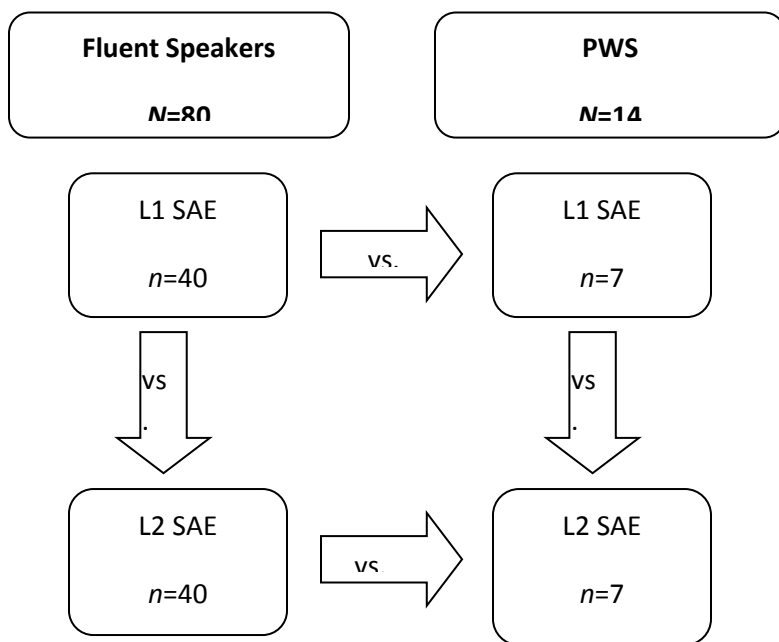 Fluent Speakers
N=80
PWS
N=14
L1 SAE
n=40
vs.
L1 SAE
n=7
vs
.
vs
.
L2 SAE
n=40
vs.
L2 SAE
n=7